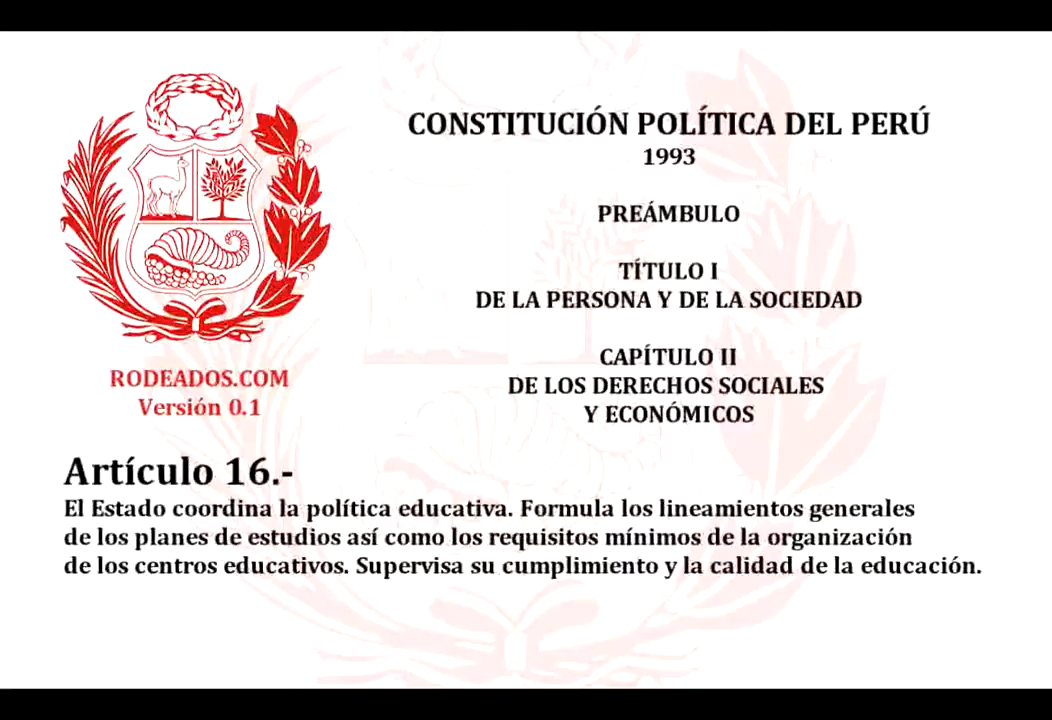 CONSTITUCIÓN POLÍTICA DEL PERÚ
1993
PREÁMBULO
TÍTULO I
DE LA PERSONA Y DE LA SOCIEDAD
CAPÍTULO II
DE LOS DERECHOS SOCIALES
Y ECONÓMICOS
RODEADOS.COM
Versión 0.1
Artículo 16.-
El Estado coordina la política educativa. Formula los lineamientos generales
de los planes de estudios así como los requisitos mínimos de la organización
de los centros educativos. Supervisa su cumplimiento y la calidad de la educación.